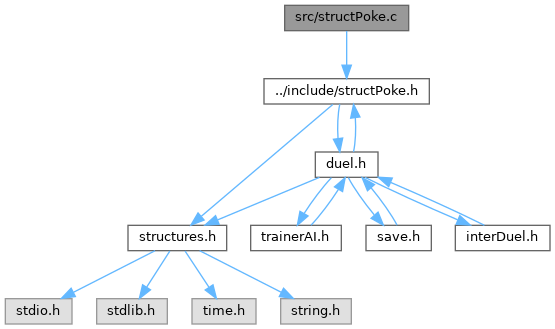 src/structPoke.c
../include/structPoke.h
duel.h
structures.h
trainerAI.h
save.h
interDuel.h
stdio.h
stdlib.h
time.h
string.h